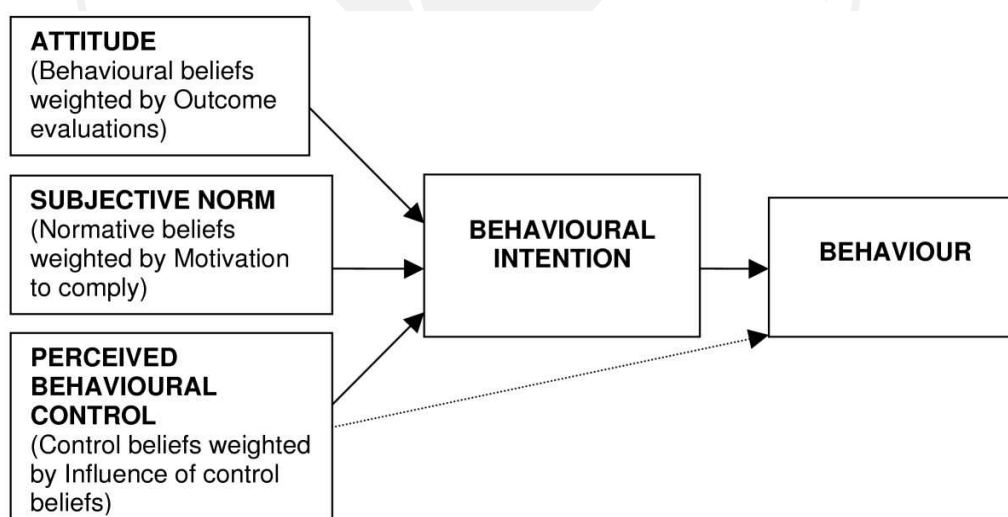 ATTITUDE
(Behavioural beliefs
weighted by Outcome
evaluations)
SUBJECTIVE NORM
(Normative beliefs
weighted by Motivation
to comply)
PERCEIVED
BEHAVIOURAL
CONTROL
(Control beliefs weighted
by Influence of control
beliefs)
BEHAVIOURAL
INTENTION
BEHAVIOUR